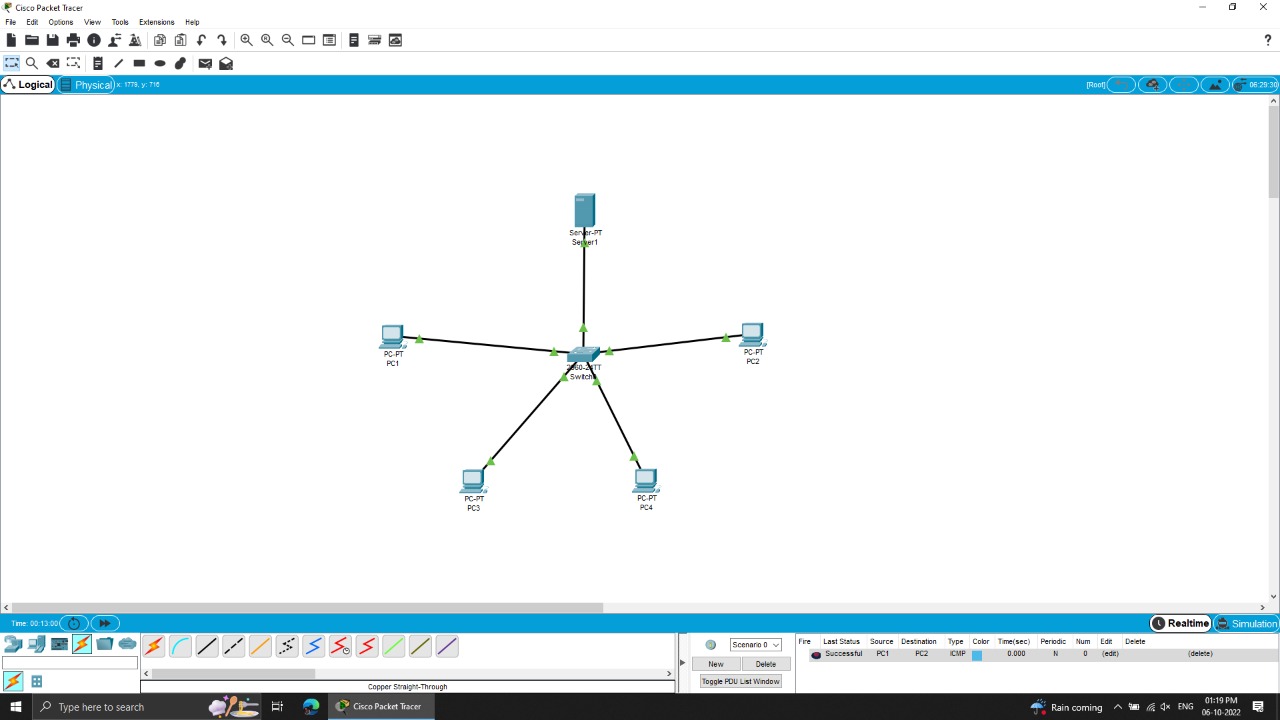 Cisco Packet Tracer
File Edit Options View Tools Extensions Help
?
Logical Physical x: 1773, y: 716 [Root] 06:29:30
Server-PT
Server1
PC-PT
PC1
2960-24TT
PC-PT
PC2
PC-PT
PC3
PC-PT
PC4
Time: 00:13:00 Realtime Simulation
Scenario 0
New Delete
Toggle PDU List Window
Fire Last Status Source Destination Type Color Time(sec) Periodic Num Edit Delete
Successful PC1 PC2 ICMP 0.000 N 0 (edit) (delete)
Copper Straight-Through
Type here to search
Cisco Packet Tracer
Rain coming
ENG
01:19 PM
06-10-2022